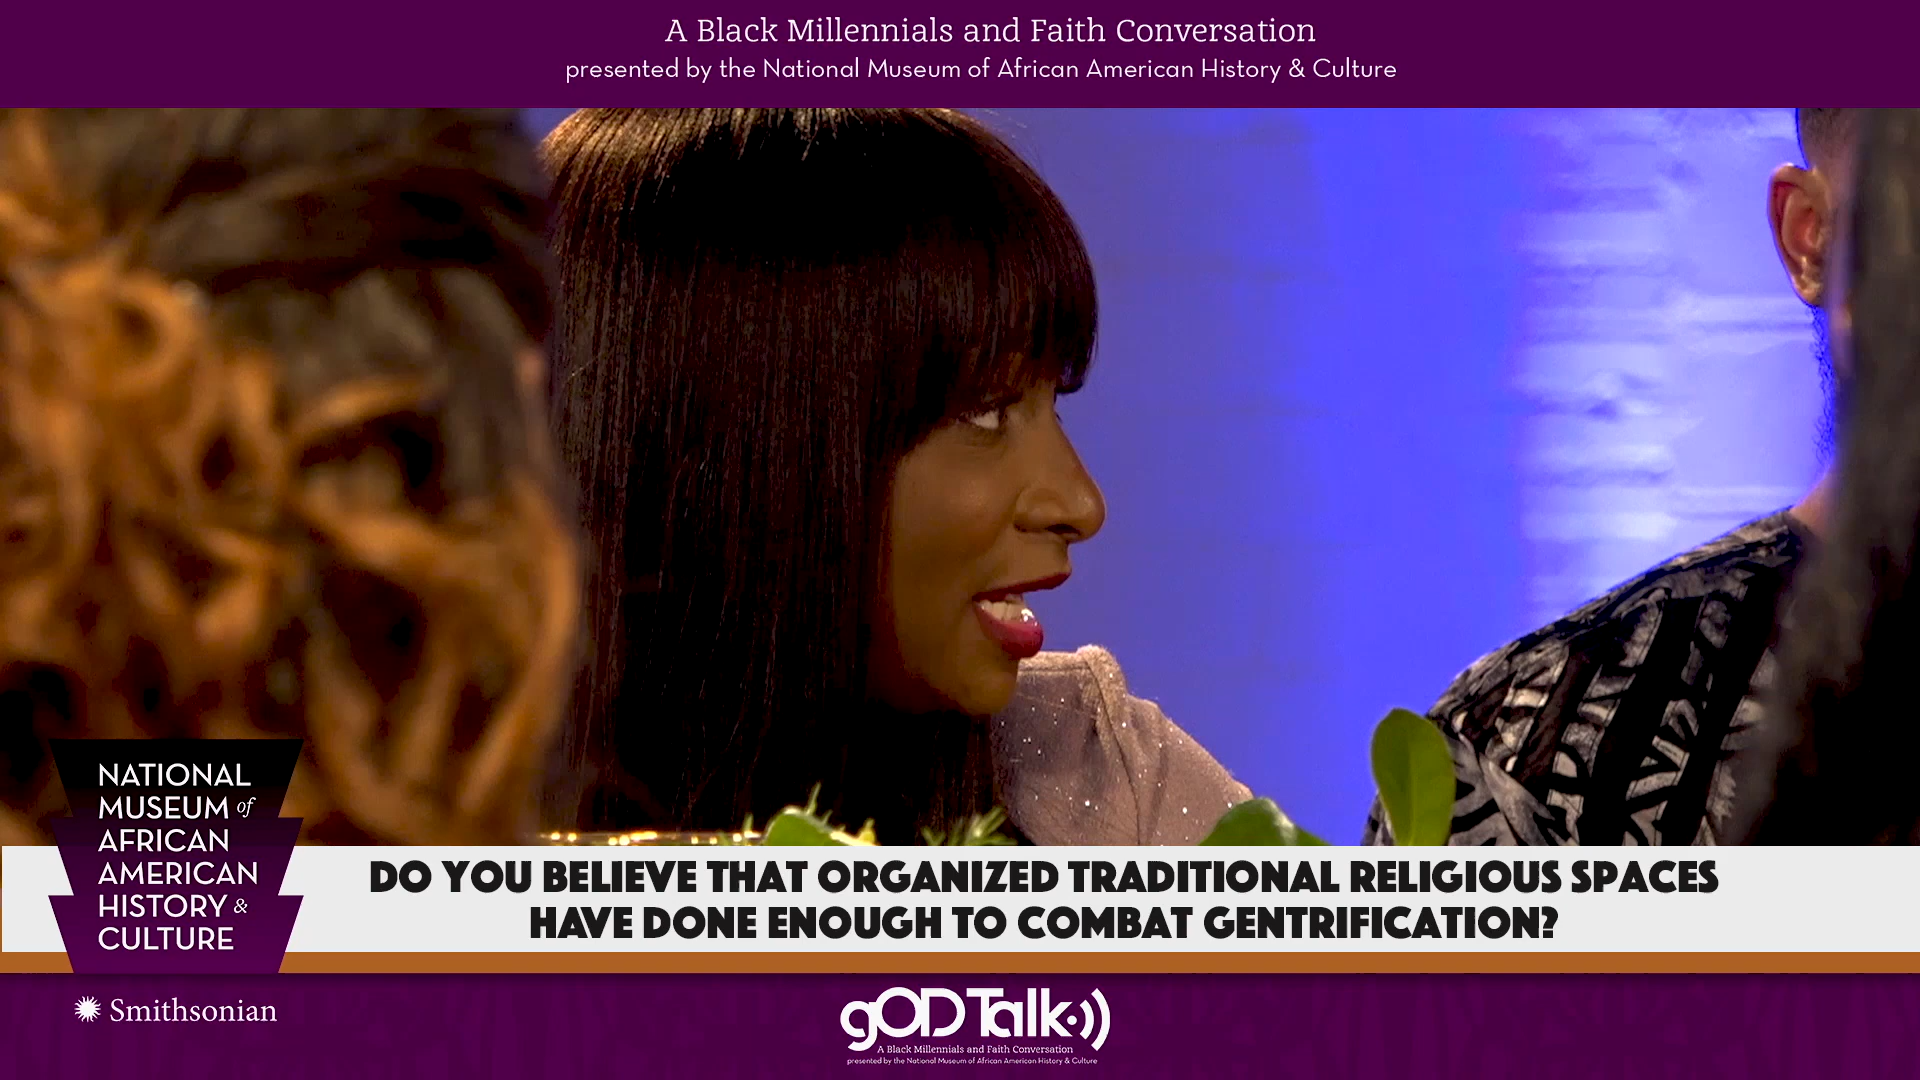 A Black Millennials and Faith Conversation
presented by the National Museum of African American History & Culture
NATIONAL
MUSEUM of
AFRICAN
AMERICAN
HISTORY &
CULTURE
DO YOU BELIEVE THAT ORGANIZED TRADITIONAL RELIGIOUS SPACES
HAVE DONE ENOUGH TO COMBAT GENTRIFICATION?
Smithsonian
gOD Talk
A Black Millennials and Faith Conversation
presented by the National Museum of African American History & Culture